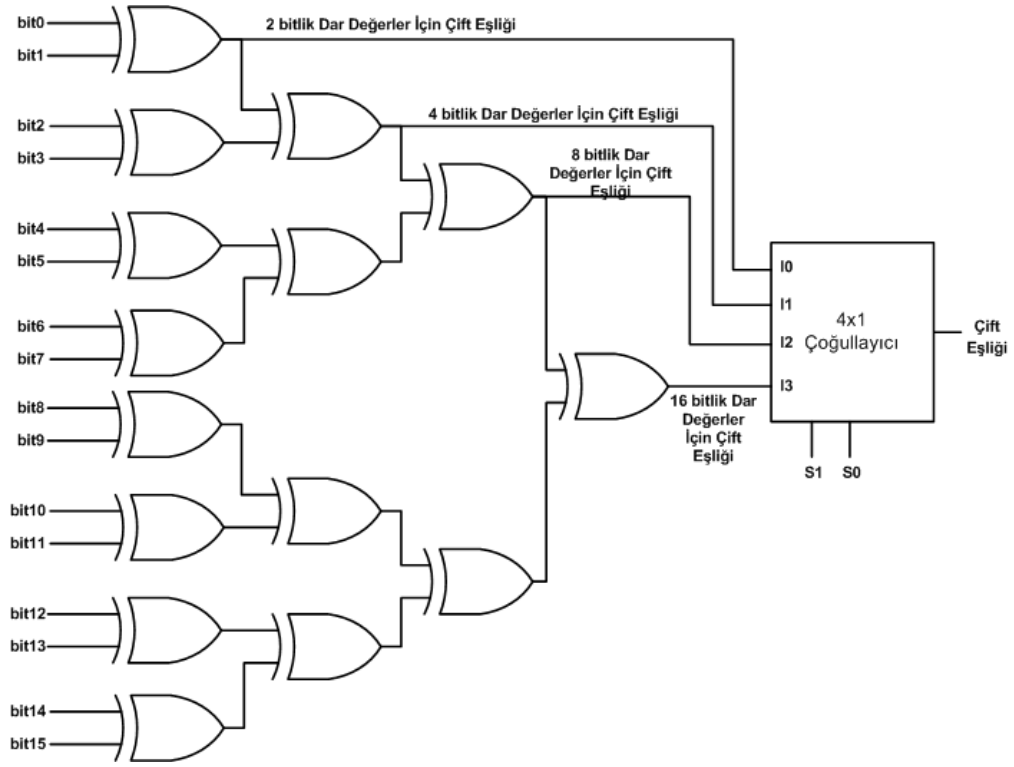 bit0
bit1
2 bitlik Dar Değerler İçin Çift Eşliği
bit2
bit3
4 bitlik Dar Değerler İçin Çift Eşliği
8 bitlik Dar
Değerler İçin Çift
Eşliği
bit4
bit5
bit6
bit7
I0
I1
I2
I3
4x1
Çoğullayıcı
Çift
Eşliği
S1 S0
16 bitlik Dar
Değerler
İçin Çift
Eşliği
bit8
bit9
bit10
bit11
bit12
bit13
bit14
bit15